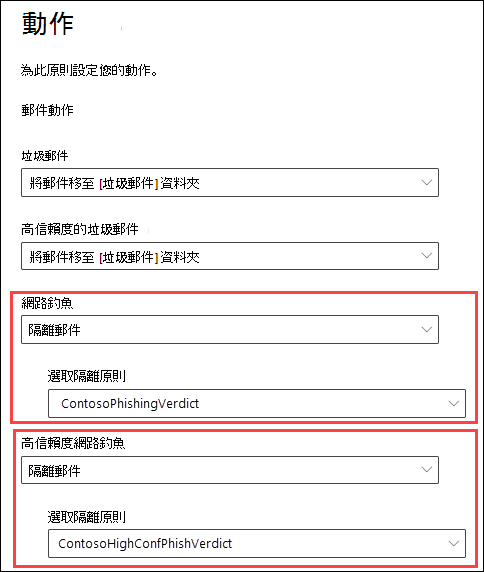 動作
為此原則設定您的動作。
郵件動作
垃圾郵件
將郵件移至 [垃圾郵件] 資料夾
高信賴度的垃圾郵件
將郵件移至 [垃圾郵件] 資料夾
網路釣魚
隔離郵件
選取隔離原則
ContosoPhishingVerdict
高信賴度網路釣魚
隔離郵件
選取隔離原則
ContosoHighConfPhishVerdict